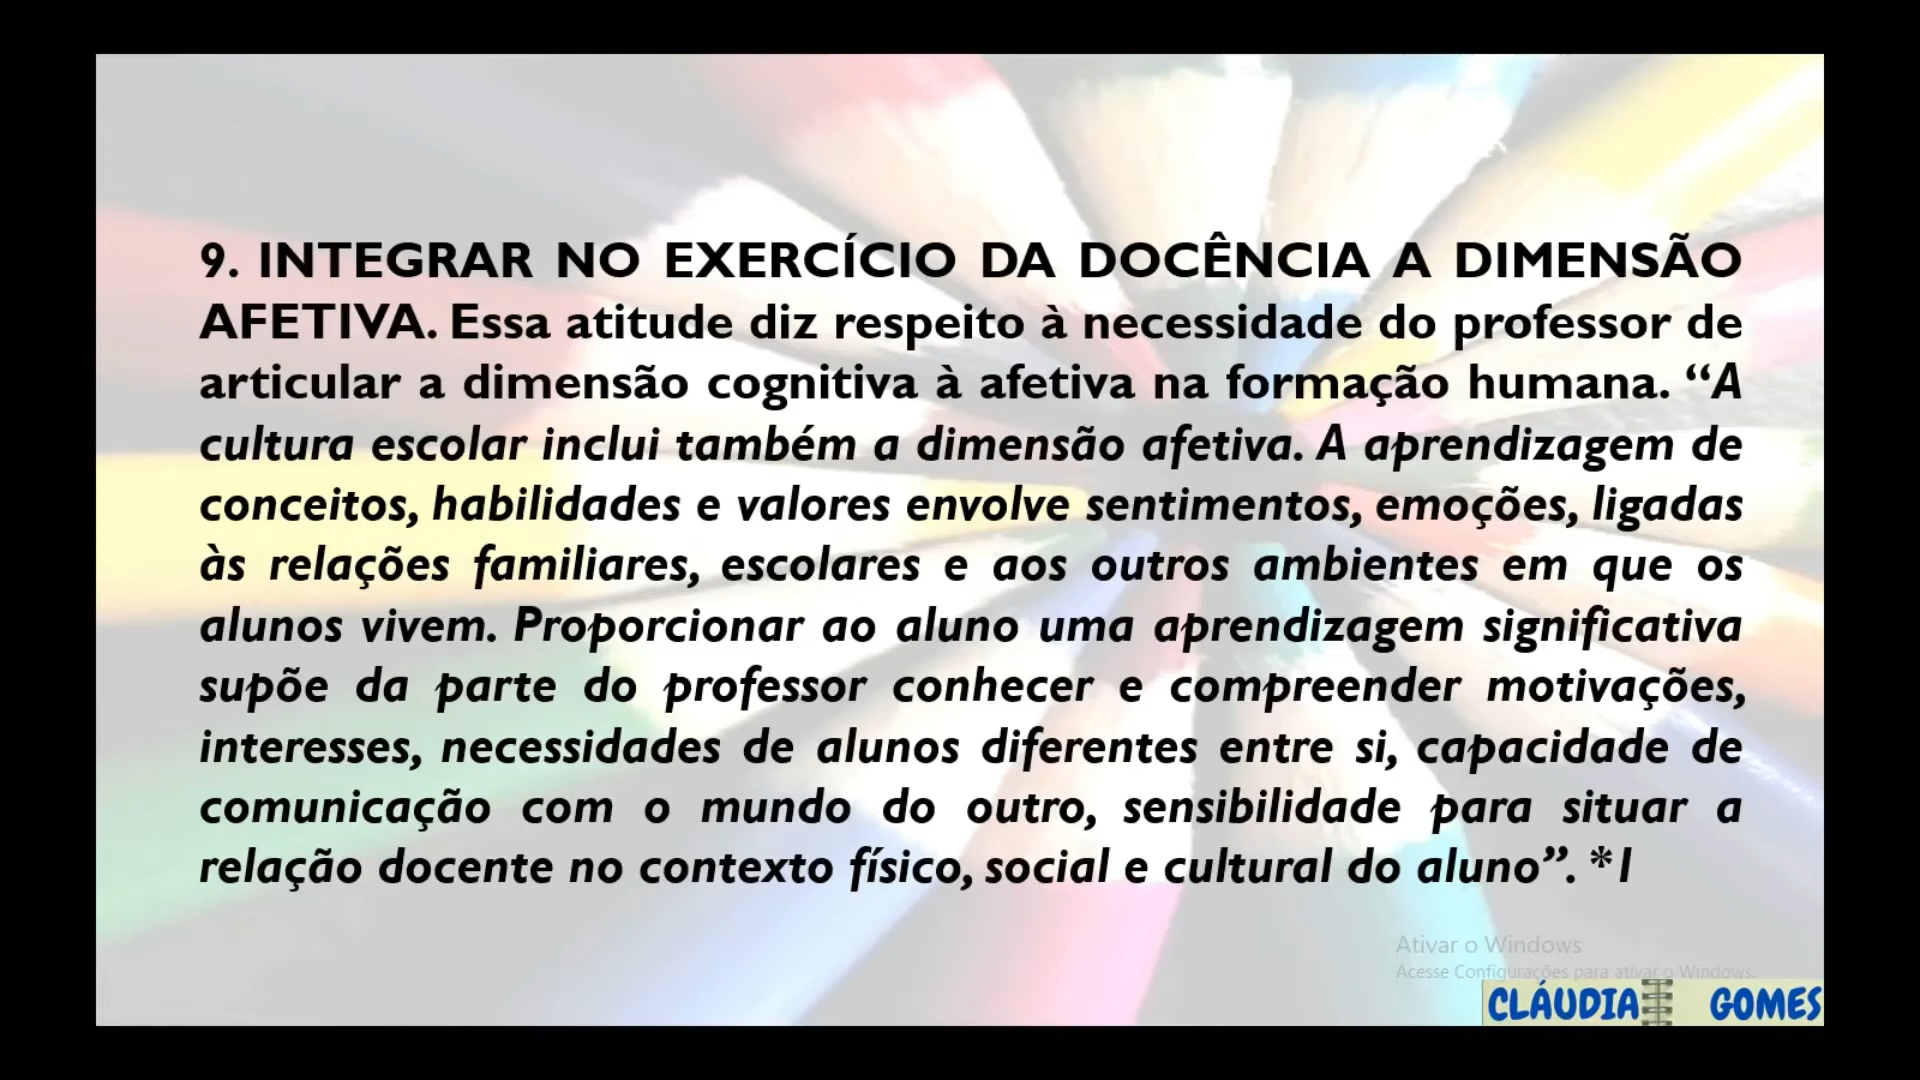 9. INTEGRAR NO EXERCÍCIO DA DOCÊNCIA A DIMENSÃO
AFETIVA. Essa atitude diz respeito à necessidade do professor de
articular a dimensão cognitiva à afetiva na formação humana. “A
cultura escolar inclui também a dimensão afetiva. A aprendizagem de
conceitos, habilidades e valores envolve sentimentos, emoções, ligadas
às relações familiares, escolares e aos outros ambientes em que os
alunos vivem. Proporcionar ao aluno uma aprendizagem significativa
supõe da parte do professor conhecer e compreender motivações,
interesses, necessidades de alunos diferentes entre si, capacidade de
comunicação com o mundo do outro, sensibilidade para situar a
relação docente no contexto físico, social e cultural do aluno”. *1
Ativar o Windows
Acesse Configurações para ativar o Windows.
CLÁUDIA GOMES